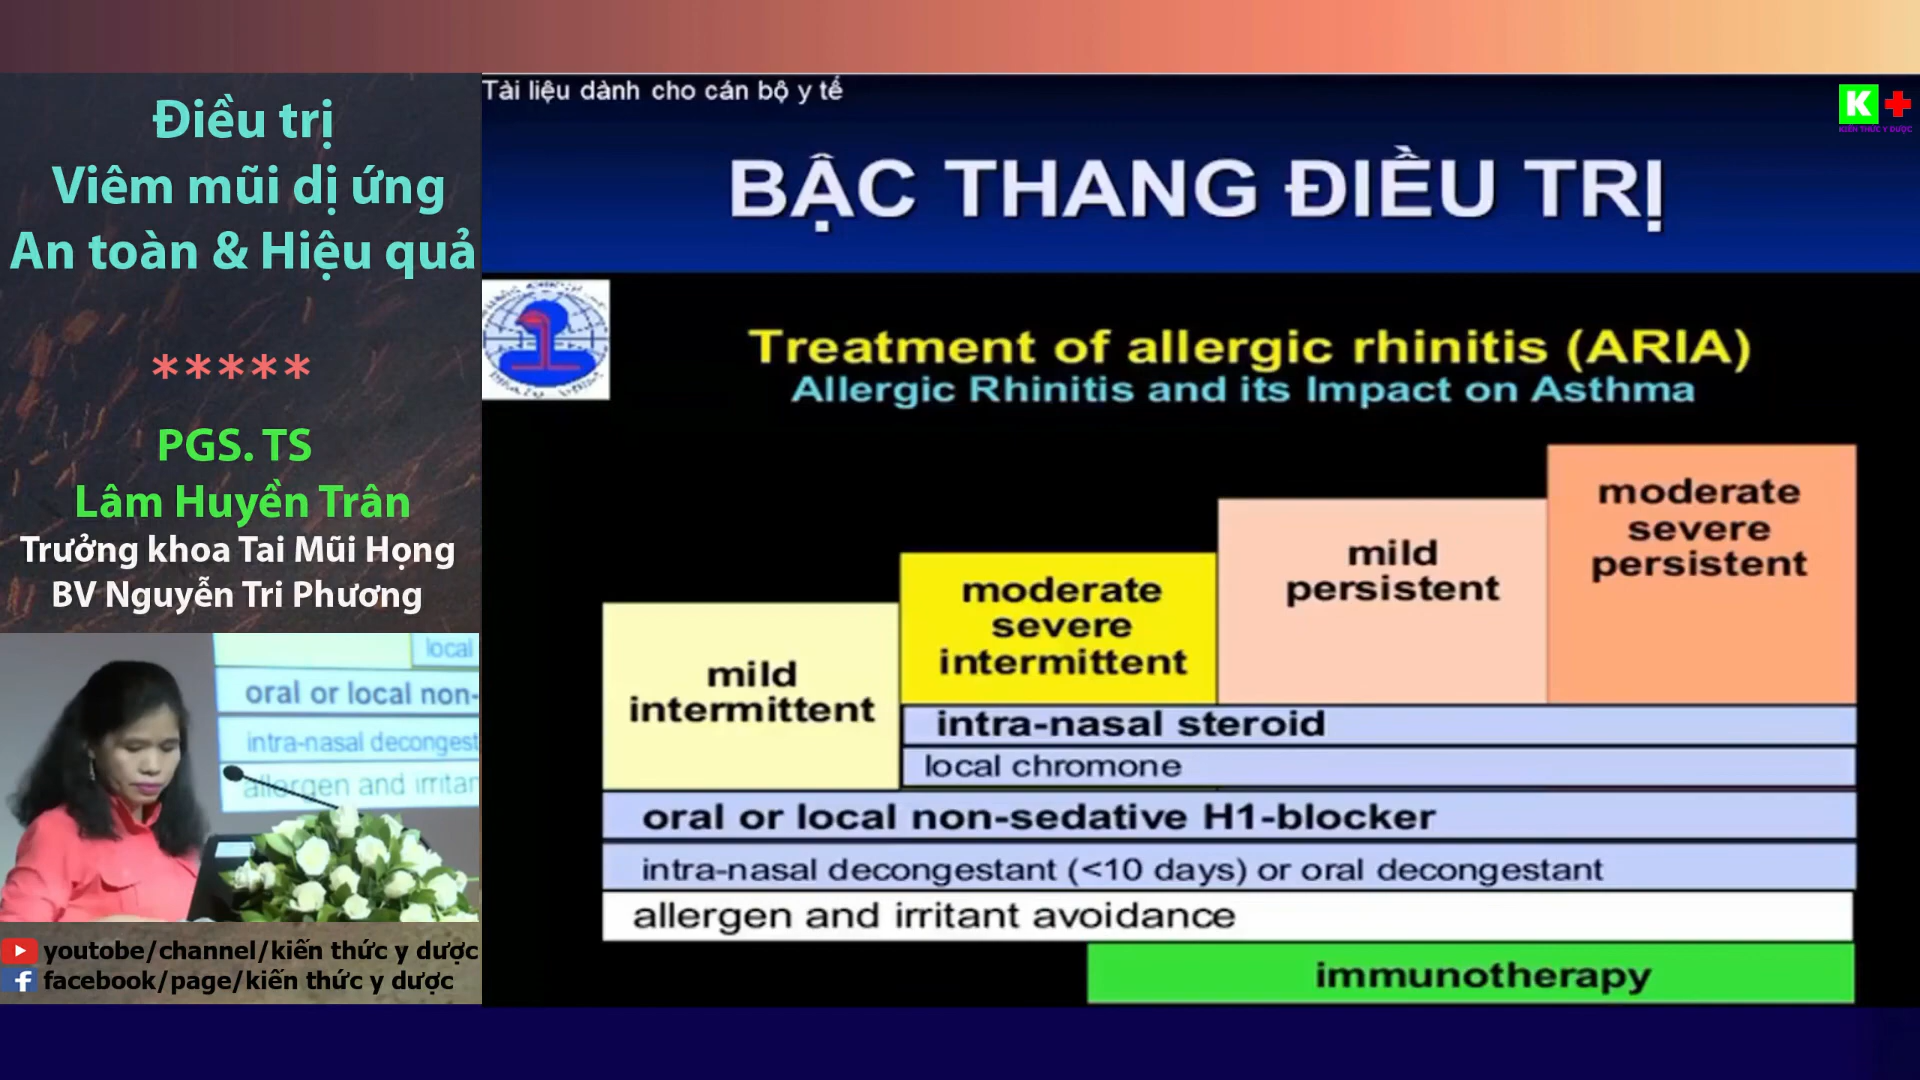 Điều trị
Viêm mũi dị ứng
An toàn & Hiệu quả
*****
PGS. TS
Lâm Huyền Trân
Trưởng khoa Tai Mũi Họng
BV Nguyễn Tri Phương
local
oral or local non-
intra-nasal decongest
allergen and irritan
youtobe/channel/kiến thức y dược
facebook/page/kiến thức y dược
Tài liệu dành cho cán bộ y tế
K+
KIẾN THỨC Y DƯỢC
BẬC THANG ĐIỀU TRỊ
Treatment of allergic rhinitis (ARIA)
Allergic Rhinitis and its Impact on Asthma
mild
intermittent
moderate
severe
intermittent
mild
persistent
moderate
severe
persistent
intra-nasal steroid
local chromone
oral or local non-sedative H1-blocker
intra-nasal decongestant (<10 days) or oral decongestant
allergen and irritant avoidance
immunotherapy